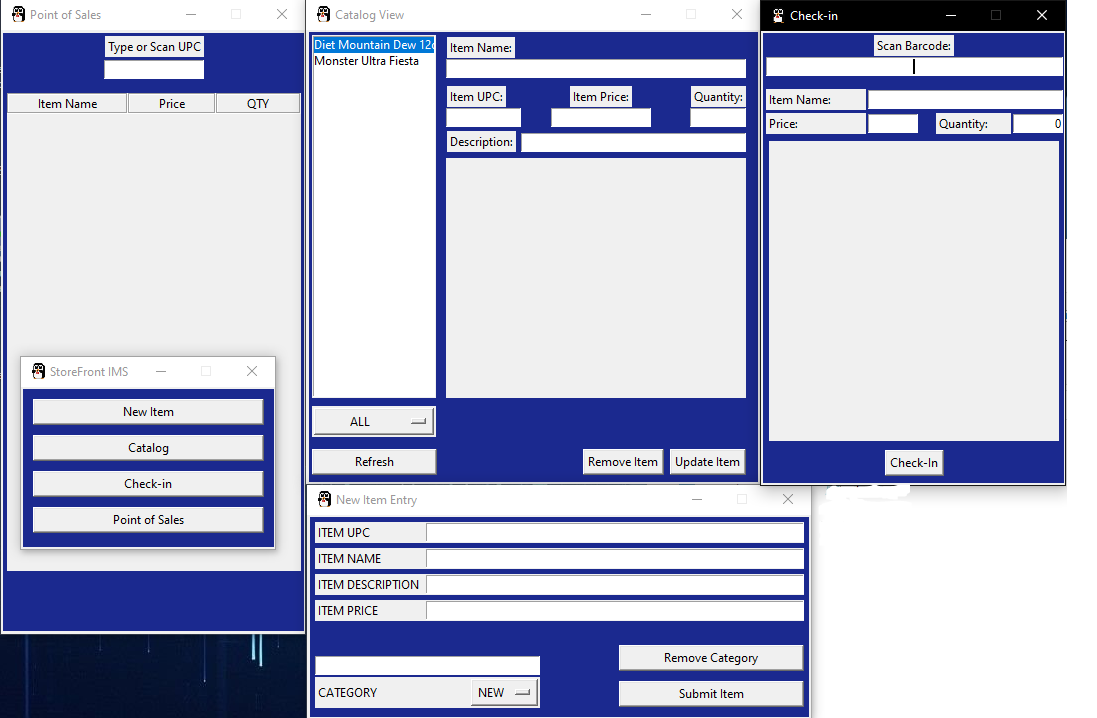 Point of Sales
Type or Scan UPC
Item Name Price QTY
StoreFront IMS
New Item
Catalog
Check-in
Point of Sales
Catalog View
Diet Mountain Dew 12
Monster Ultra Fiesta
ALL
Refresh
Item Name:
Item UPC: Item Price: Quantity:
Description:
Remove Item Update Item
Check-in
Scan Barcode:
Item Name:
Price: Quantity: 0
Check-In
New Item Entry
ITEM UPC
ITEM NAME
ITEM DESCRIPTION
ITEM PRICE
Remove Category
CATEGORY NEW
Submit Item